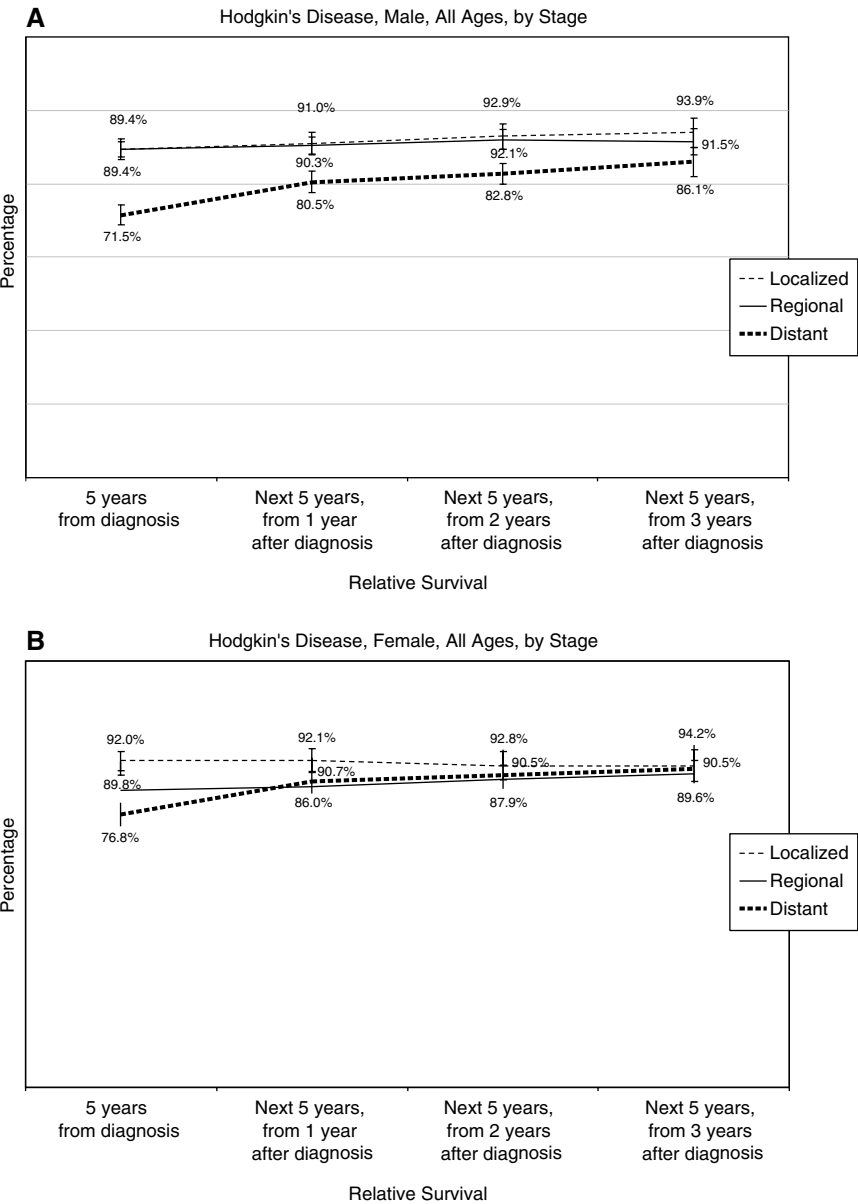 A
Hodgkin's Disease, Male, All Ages, by Stage
Percentage
89.4%
91.0%
92.9%
93.9%
89.4%
90.3%
92.1%
91.5%
71.5%
80.5%
82.8%
86.1%
Localized
Regional
Distant
5 years
from diagnosis
Next 5 years,
from 1 year
after diagnosis
Next 5 years,
from 2 years
after diagnosis
Next 5 years,
from 3 years
after diagnosis
Relative Survival
B
Hodgkin's Disease, Female, All Ages, by Stage
Percentage
92.0%
92.1%
92.8%
94.2%
89.8%
90.7%
90.5%
90.5%
76.8%
86.0%
87.9%
89.6%
Localized
Regional
Distant
5 years
from diagnosis
Next 5 years,
from 1 year
after diagnosis
Next 5 years,
from 2 years
after diagnosis
Next 5 years,
from 3 years
after diagnosis
Relative Survival